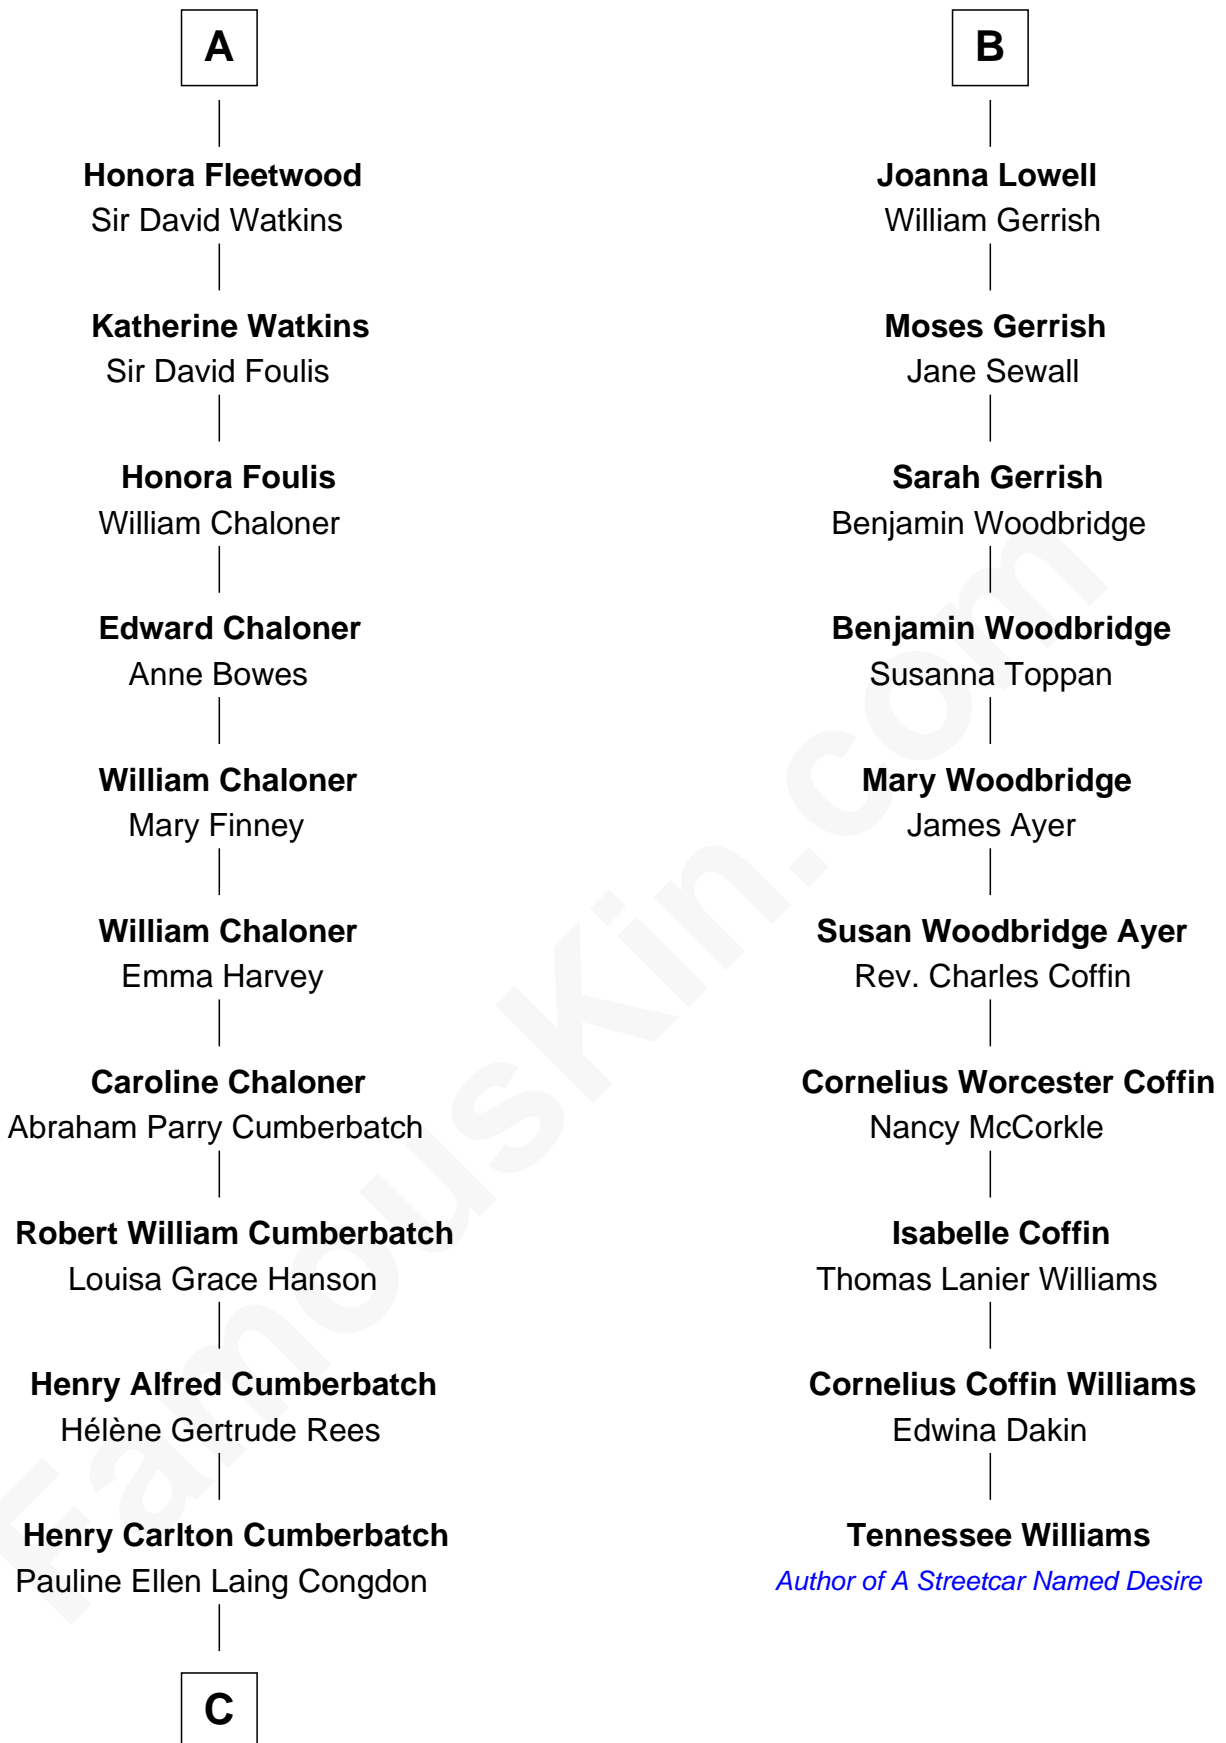 A
Honora Fleetwood
Sir David Watkins
Katherine Watkins
Sir David Foulis
Honora Foulis
William Chaloner
Edward Chaloner
Anne Bowes
William Chaloner
Mary Finney
William Chaloner
Emma Harvey
Caroline Chaloner
Abraham Parry Cumberbatch
Robert William Cumberbatch
Louisa Grace Hanson
Henry Alfred Cumberbatch
Hélène Gertrude Rees
Henry Carlton Cumberbatch
Pauline Ellen Laing Congdon
C
B
Joanna Lowell
William Gerrish
Moses Gerrish
Jane Sewall
Sarah Gerrish
Benjamin Woodbridge
Benjamin Woodbridge
Susanna Toppan
Mary Woodbridge
James Ayer
Susan Woodbridge Ayer
Rev. Charles Coffin
Cornelius Worcester Coffin
Nancy McCorkle
Isabelle Coffin
Thomas Lanier Williams
Cornelius Coffin Williams
Edwina Dakin
Tennessee Williams
Author of A Streetcar Named Desire
FamousKin.com